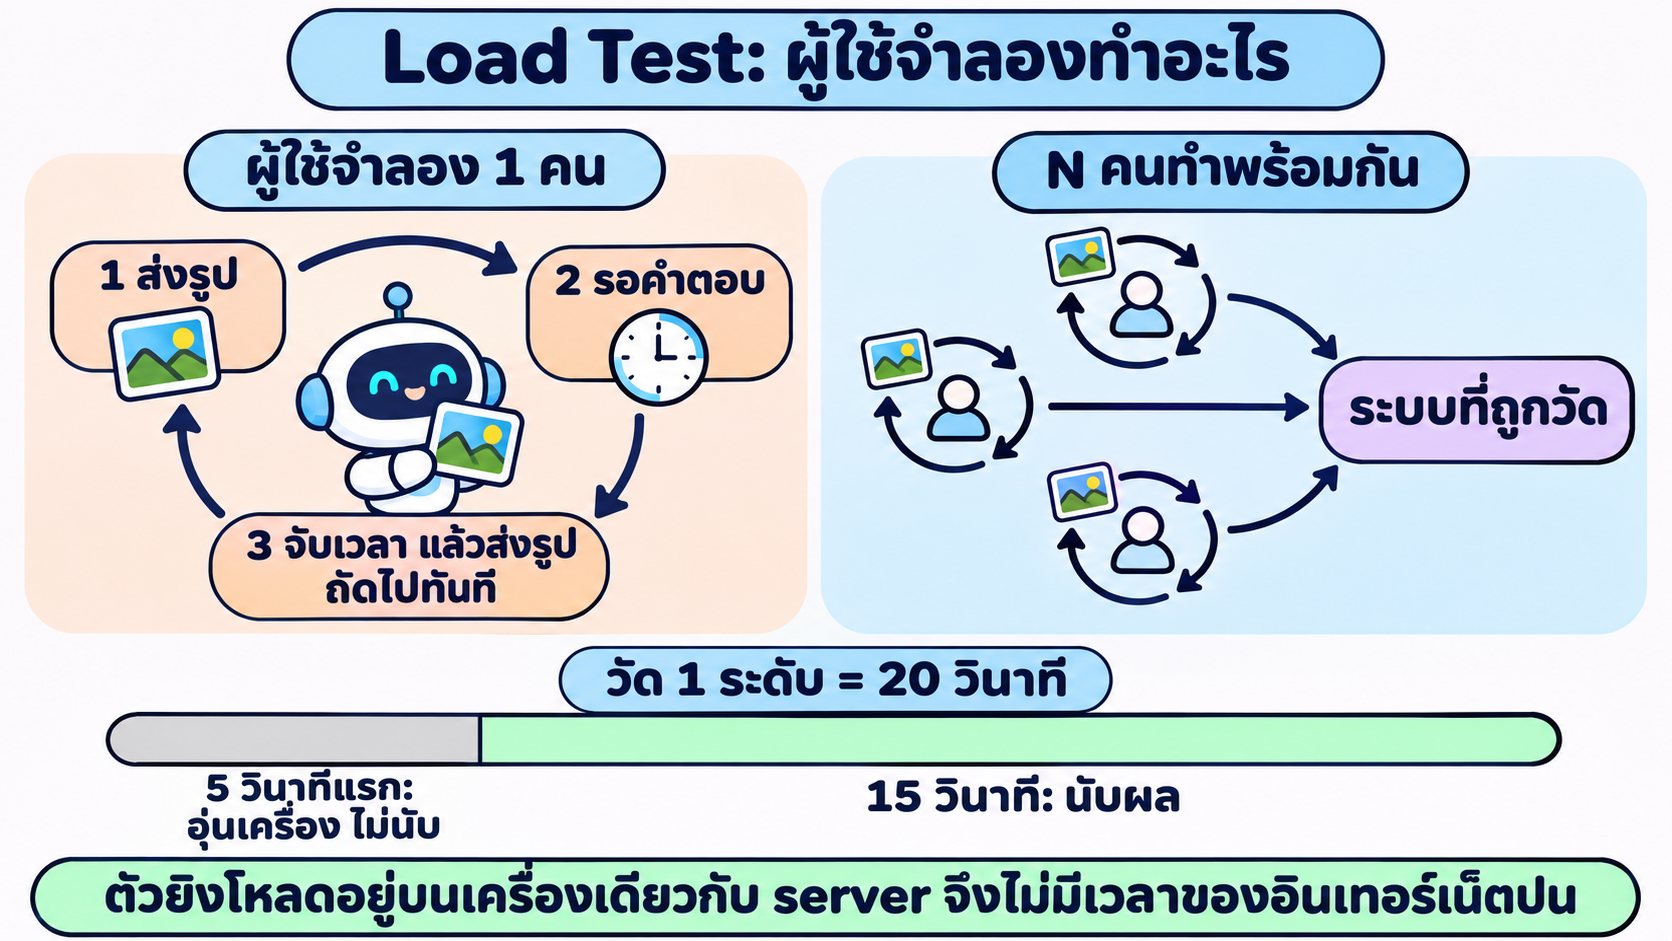 Load Test: ผู้ใช้จำลองทำอะไร
ผู้ใช้จำลอง 1 คน
1 ส่งรูป
2 รอคำตอบ
3 จับเวลา แล้วส่งรูป
ถัดไปทันที
N คนทำพร้อมกัน
ระบบที่ถูกวัด
วัด 1 ระดับ = 20 วินาที
5 วินาทีแรก:
อุ่นเครื่อง ไม่นับ
15 วินาที: นับผล
ตัวยิงโหลดอยู่บนเครื่องเดียวกับ server จึงไม่มีเวลาของอินเทอร์เน็ตปน